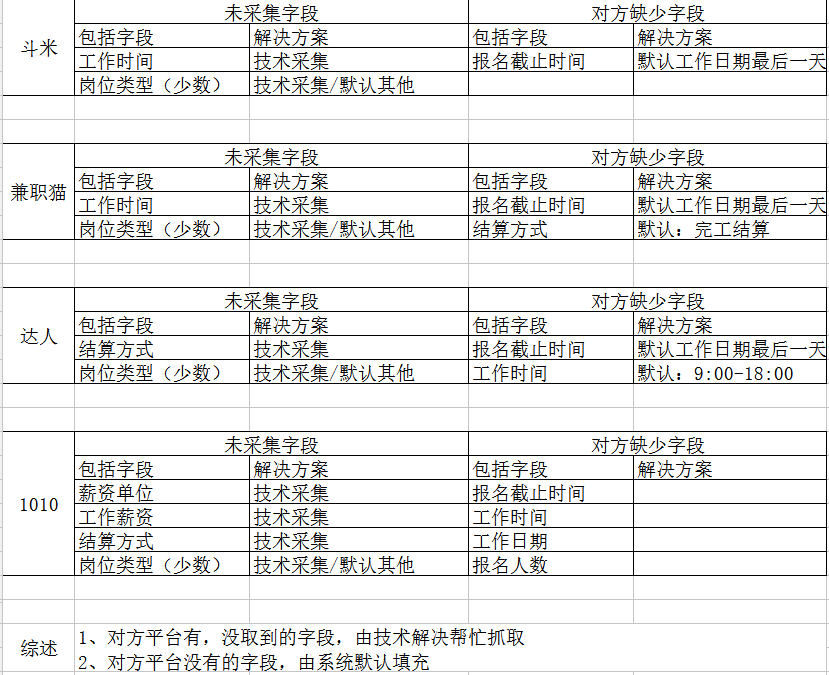 未采集字段 对方缺少字段
斗米
包括字段 解决方案 包括字段 解决方案
工作时间 技术采集 报名截止时间 默认工作日期最后一天
岗位类型（少数） 技术采集/默认其他
未采集字段 对方缺少字段
兼职猫
包括字段 解决方案 包括字段 解决方案
工作时间 技术采集 报名截止时间 默认工作日期最后一天
岗位类型（少数） 技术采集/默认其他 结算方式 默认：完工结算
未采集字段 对方缺少字段
达人
包括字段 解决方案 包括字段 解决方案
结算方式 技术采集 报名截止时间 默认工作日期最后一天
岗位类型（少数） 技术采集/默认其他 工作时间 默认：9:00-18:00
未采集字段 对方缺少字段
1010
包括字段 解决方案 包括字段 解决方案
薪资单位 技术采集 报名截止时间
工作薪资 技术采集 工作时间
结算方式 技术采集 工作日期
岗位类型（少数） 技术采集/默认其他 报名人数
综述
1、对方平台有，没取到的字段，由技术解决帮忙抓取
2、对方平台没有的字段，由系统默认填充